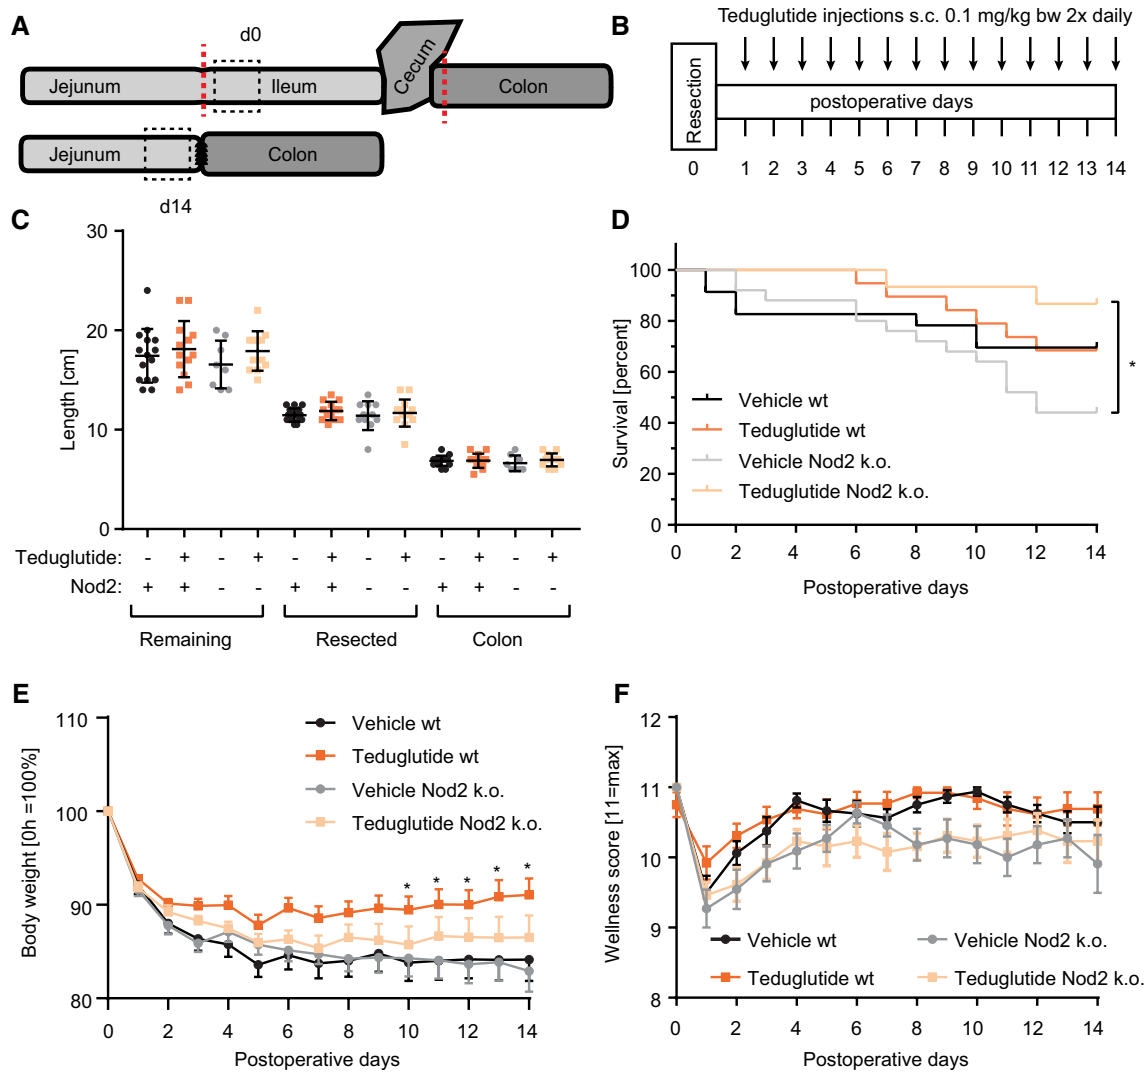 A
d0
Jejunum
Ileum
Cecum
Colon
Jejunum
Colon
d14
B
Teduglutide injections s.c. 0.1 mg/kg bw 2x daily
Resection
postoperative days
0 1 2 3 4 5 6 7 8 9 10 11 12 13 14
C
Length [cm]
30
20
10
0
Teduglutide: - + - + - + - + - + - +
Nod2: + + - - + + - - + + - -
Remaining Resected Colon
D
Survival [percent]
100
80
60
40
20
0
*
Vehicle wt
Teduglutide wt
Vehicle Nod2 k.o.
Teduglutide Nod2 k.o.
0 2 4 6 8 10 12 14
Postoperative days
E
Body weight [0h =100%]
110
100
90
80
Vehicle wt
Teduglutide wt
Vehicle Nod2 k.o.
Teduglutide Nod2 k.o.
* * * * *
0 2 4 6 8 10 12 14
Postoperative days
F
Wellness score [11=max]
12
11
10
9
8
Vehicle wt
Vehicle Nod2 k.o.
Teduglutide wt
Teduglutide Nod2 k.o.
0 2 4 6 8 10 12 14
Postoperative days